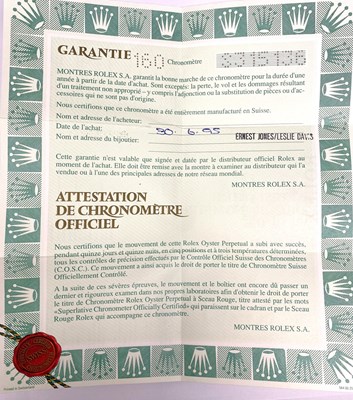 GARANTIE 160 Chronomètre 3315136
MONTRES ROLEX S.A. garantit la bonne marche de ce chronomètre pour la durée d'une
année à partir de la date d'achat. Sont exceptés: la perte, le vol et les dommages résultant
d'un traitement non approprié – y compris l'adjonction ou la substitution de pièces ou d'ac-
cessoires qui ne sont pas d'origine.
Nous certifions que ce chronomètre a été entièrement manufacturé en Suisse.
Nom et adresse de l'acheteur:
Date de l'achat: 30. 6. 95
Nom et adresse du bijoutier: ERNEST JONES/LESLIE DAVIS
Cette garantie n'est valable que signée et datée par le distributeur officiel Rolex au
moment de l'achat. Elle doit être remise avec la montre à examiner au distributeur qui l'a
vendue ou à l'une des principales adresses de notre réseau mondial.
MONTRES ROLEX S.A.
ATTESTATION
DE CHRONOMÈTRE
OFFICIEL
Nous certifions que le mouvement de cette Rolex Oyster Perpetual a subi avec succès,
pendant quinze jours et quinze nuits, en cinq positions et à trois températures déterminées,
tous les contrôles de précision effectués par le Contrôle Officiel Suisse des Chronomètres
(C.O.S.C.). Ce mouvement a ainsi acquis le droit de porter le titre de Chronomètre Suisse
Officiellement Contrôlé.
A la suite de ces sévères épreuves, le mouvement et le boîtier ont encore dû passer un
dernier et rigoureux examen dans nos propres laboratoires afin d'obtenir le droit de porter
le titre de Chronomètre Rolex Oyster Perpetual à Sceau Rouge, titre attesté par les mots
«Superlative Chronometer Officially Certified» qui paraissent sur le cadran et par le Sceau
Rouge Rolex qui accompagne ce chronomètre.
MONTRES ROLEX S.A.
Printed in Switzerland